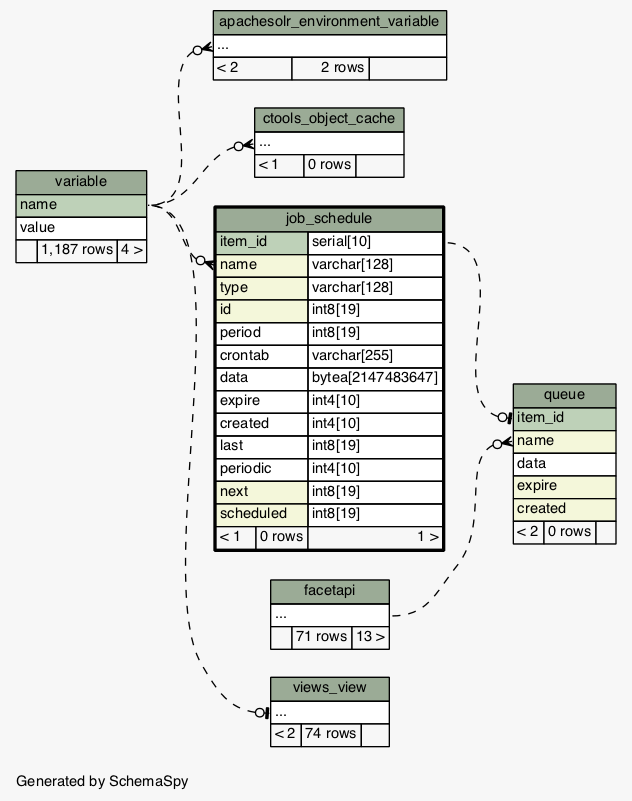 apachesolr_environment_variable
...
< 2 2 rows
ctools_object_cache
...
< 1 0 rows
variable
name
value
1,187 rows 4 >
job_schedule
item_id serial[10]
name varchar[128]
type varchar[128]
id int8[19]
period int8[19]
crontab varchar[255]
data bytea[2147483647]
expire int4[10]
created int4[10]
last int8[19]
periodic int4[10]
next int8[19]
scheduled int8[19]
< 1 0 rows 1 >
queue
item_id
name
data
expire
created
< 2 0 rows
facetapi
...
71 rows 13 >
views_view
...
< 2 74 rows
Generated by SchemaSpy